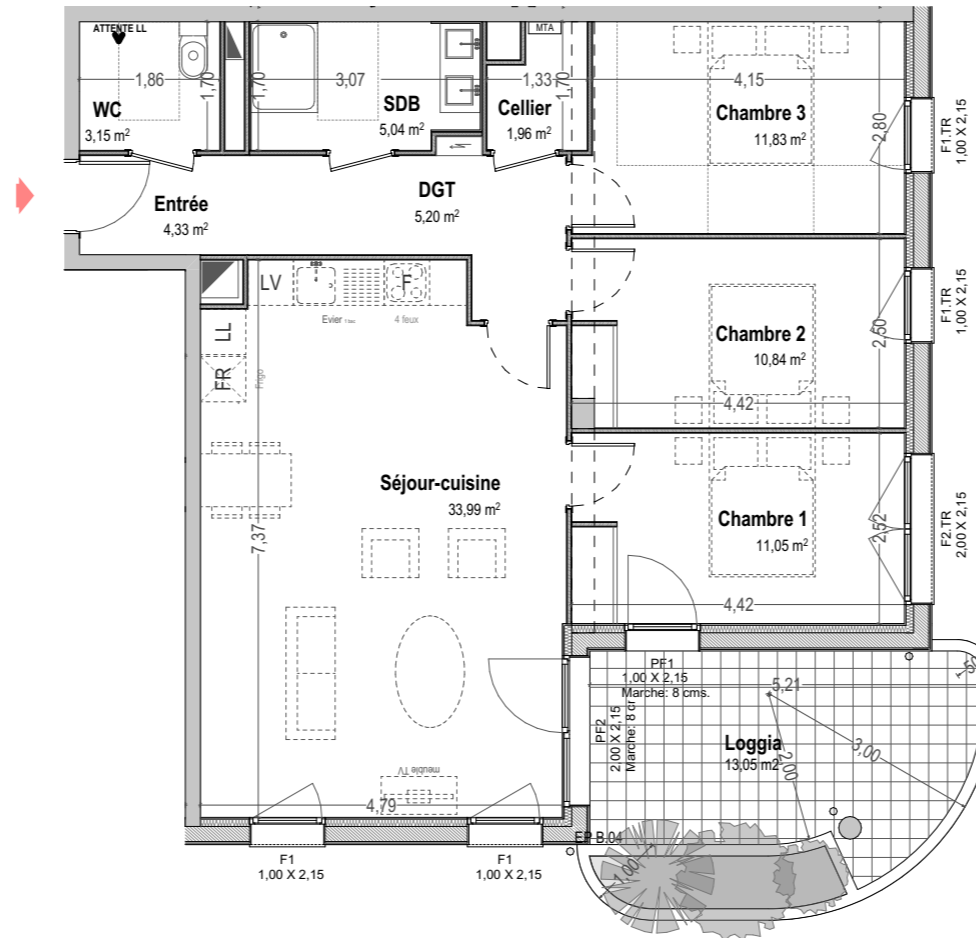 ATTENTE LL
1,86
1,70
WC
3,15 m²
1,70
3,07
SDB
5,04 m²
MTA
1,33
1,70
Cellier
1,96 m²
4,15
Chambre 3
11,83 m²
2,80
F1.TR
1,00 X 2,15
Entrée
4,33 m²
DGT
5,20 m²
LV
F
Evier
4 feux
LL
FR
Frigo
Chambre 2
10,84 m²
2,50
4,42
F1.TR
1,00 X 2,15
Séjour-cuisine
33,99 m²
7,37
Chambre 1
11,05 m²
2,52
4,42
F2.TR
2,00 X 2,15
PF1
1,00 X 2,15
Marche: 8 cms.
PF2
2,00 X 2,15
Marche: 8 cm
5,21
Loggia
13,05 m²
3,00
2,00
meuble TV
4,79
EP B.04
1,00
F1
1,00 X 2,15
F1
1,00 X 2,15